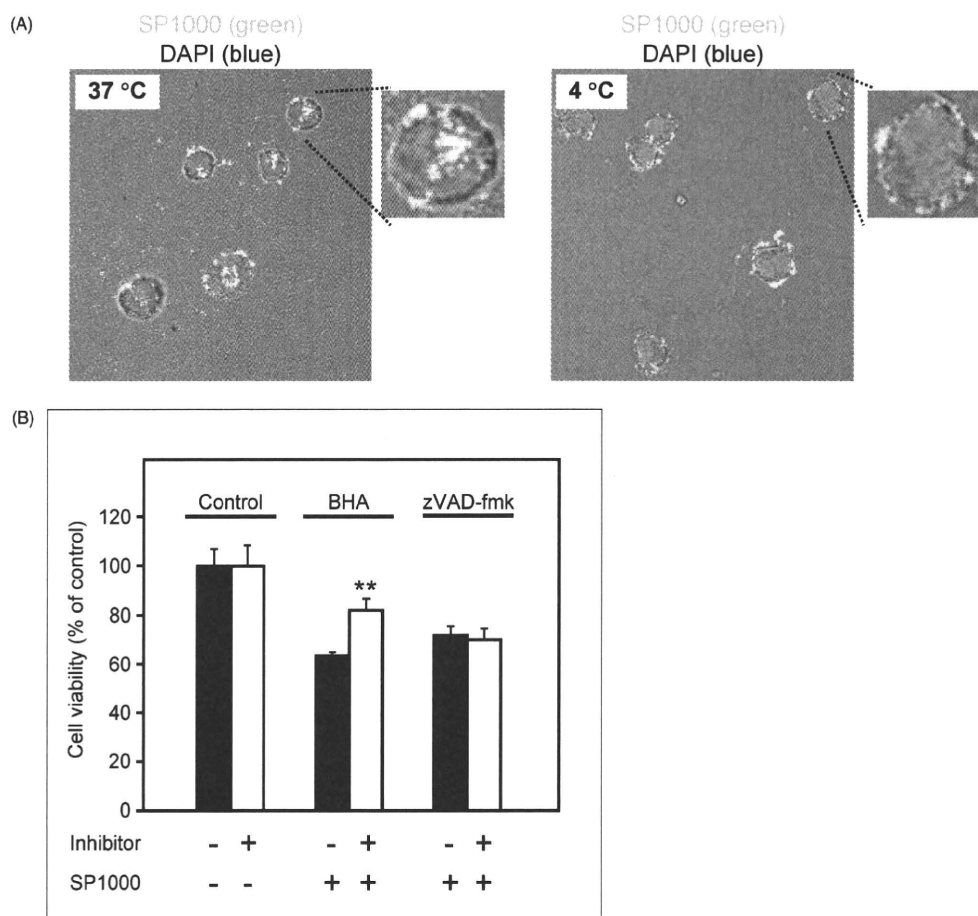 (A)
SP1000 (green)
DAPI (blue)
37 °C
SP1000 (green)
DAPI (blue)
4 °C
(B)
Control BHA zVAD-fmk
Cell viability (% of control)
120
100
80
60
40
20
0
**
Inhibitor - + - + - +
SP1000 - - + + + +